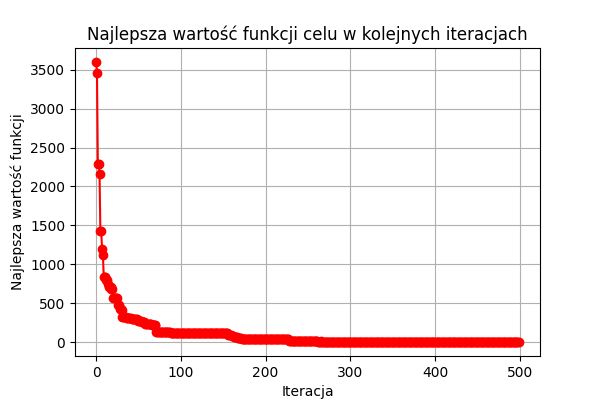 Najlepsza wartość funkcji celu w kolejnych iteracjach
3500
3000
2500
2000
1500
1000
500
0
Najlepsza wartość funkcji
0 100 200 300 400 500
Iteracja